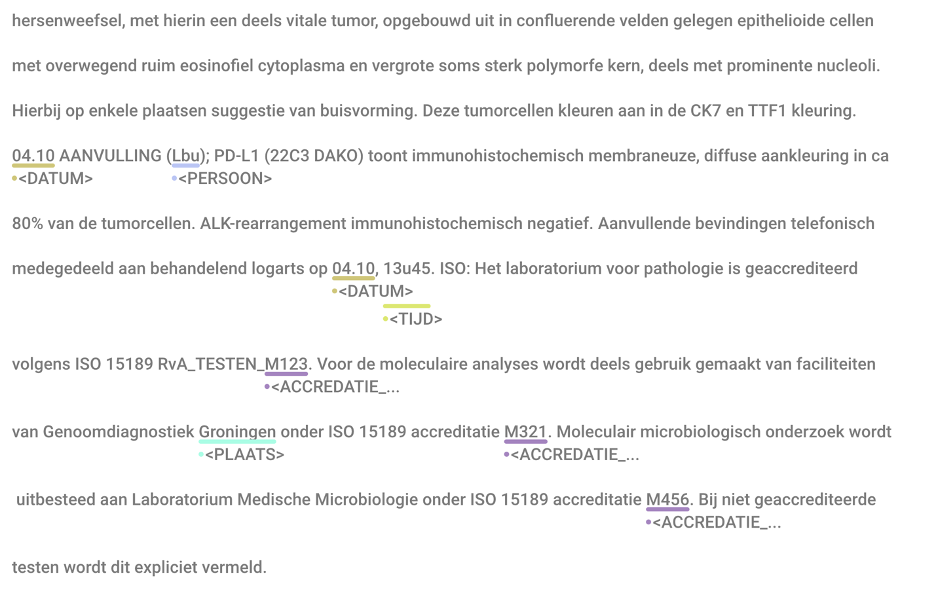 hersenweefsel, met hierin een deels vitale tumor, opgebouwd uit in confluerende velden gelegen epithelioide cellen
met overwegend ruim eosinofiel cytoplasma en vergrote soms sterk polymorfe kern, deels met prominente nucleoli.
Hierbij op enkele plaatsen suggestie van buisvorming. Deze tumorcellen kleuren aan in de CK7 en TTF1 kleuring.
04.10 AANVULLING (Lbu); PD-L1 (22C3 DAKO) toont immunohistochemisch membraneuze, diffuse aankleuring in ca
<DATUM> <PERSOON>
80% van de tumorcellen. ALK-rearrangement immunohistochemisch negatief. Aanvullende bevindingen telefonisch
medegedeeld aan behandelend logarts op 04.10, 13u45. ISO: Het laboratorium voor pathologie is geaccrediteerd
<DATUM>
<TIJD>
volgens ISO 15189 RvA_TESTEN_M123. Voor de moleculaire analyses wordt deels gebruik gemaakt van faciliteiten
<ACCREDATIE_...
van Genoomdiagnostiek Groningen onder ISO 15189 accreditatie M321. Moleculair microbiologisch onderzoek wordt
<PLAATS> <ACCREDATIE_...
uitbesteed aan Laboratorium Medische Microbiologie onder ISO 15189 accreditatie M456. Bij niet geaccrediteerde
<ACCREDATIE_...
testen wordt dit expliciet vermeld.